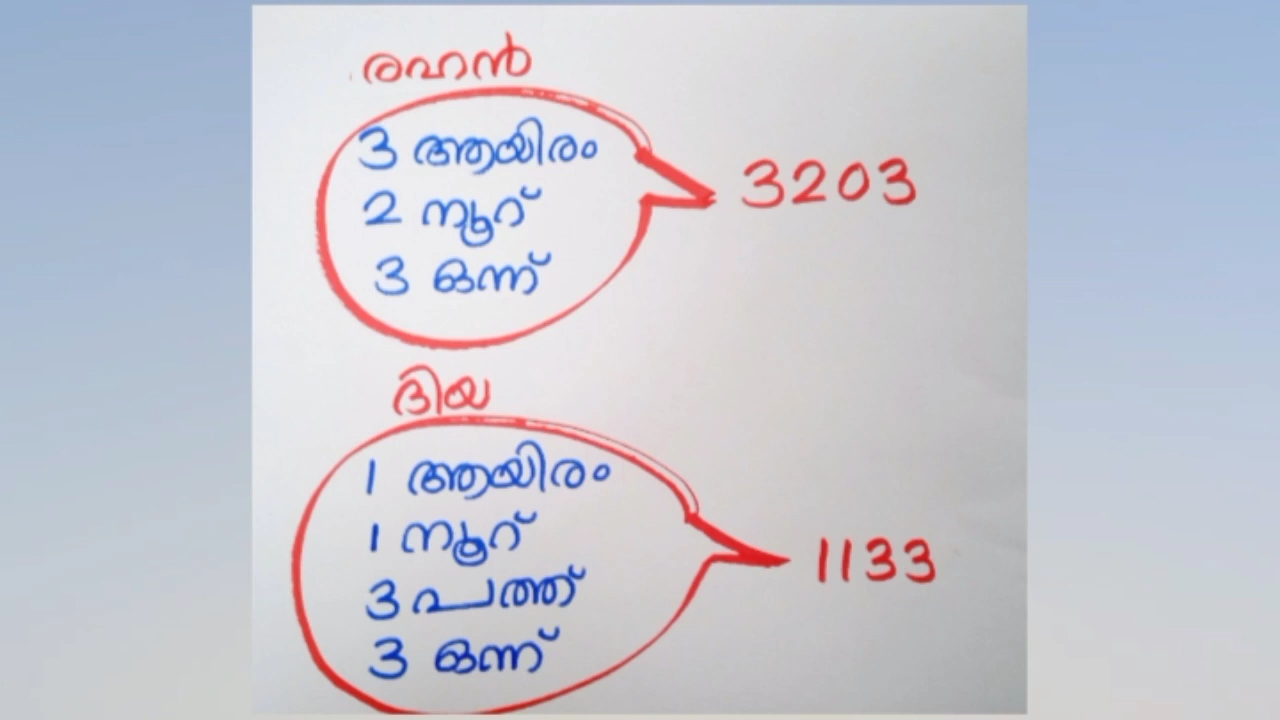 രഹൻ
3 ആയിരം
2 നൂറ്
3 ഒന്ന്
3203
ദിയ
1 ആയിരം
1 നൂറ്
3 പത്ത്
3 ഒന്ന്
1133